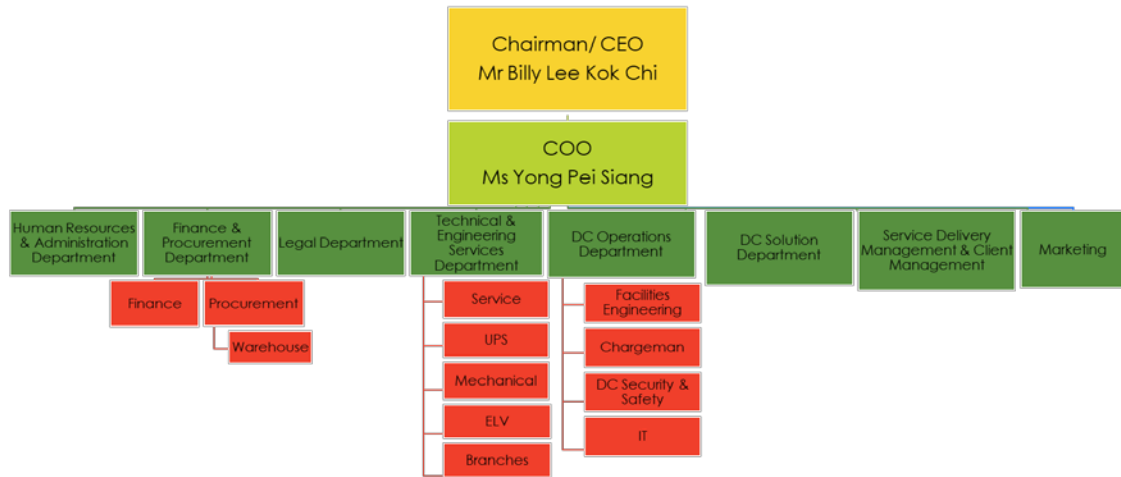 Chairman/ CEO
Mr Billy Lee Kok Chi
COO
Ms Yong Pei Siang
Human Resources
& Administration
Department
Finance &
Procurement
Department
Legal Department
Technical &
Engineering
Services
Department
DC Operations
Department
DC Solution
Department
Service Delivery
Management & Client
Management
Marketing
Finance
Procurement
Warehouse
Service
UPS
Mechanical
ELV
Branches
Facilities
Engineering
Chargeman
DC Security &
Safety
IT